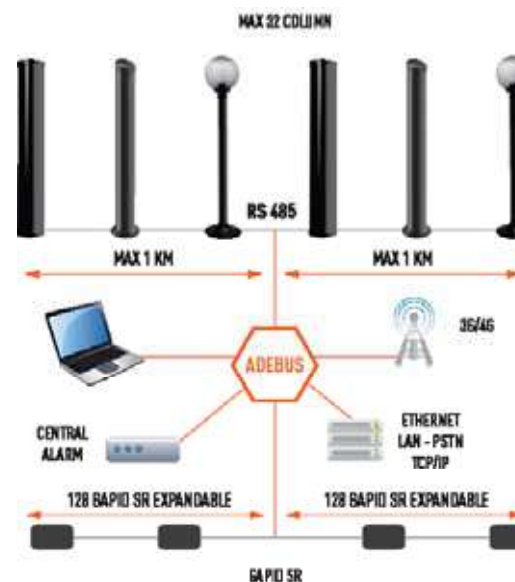 MAX 32 COLUMN
RS 485
MAX 1 KM
MAX 1 KM
3G/4G
ADEBUS
CENTRAL
ALARM
ETHERNET
LAN - PSTN
TCP/IP
128 GAPID SR EXPANDABLE
128 GAPID SR EXPANDABLE
GAPID SR